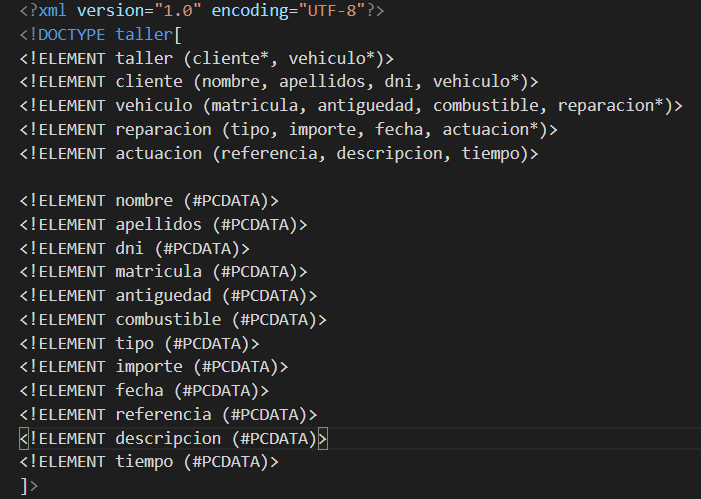 <?xml version="1.0" encoding="UTF-8"?>
<!DOCTYPE taller[
<!ELEMENT taller (cliente*, vehiculo*)>
<!ELEMENT cliente (nombre, apellidos, dni, vehiculo*)>
<!ELEMENT vehiculo (matricula, antiguedad, combustible, reparacion*)>
<!ELEMENT reparacion (tipo, importe, fecha, actuacion*)>
<!ELEMENT actuacion (referencia, descripcion, tiempo)>
<!ELEMENT nombre (#PCDATA)>
<!ELEMENT apellidos (#PCDATA)>
<!ELEMENT dni (#PCDATA)>
<!ELEMENT matricula (#PCDATA)>
<!ELEMENT antiguedad (#PCDATA)>
<!ELEMENT combustible (#PCDATA)>
<!ELEMENT tipo (#PCDATA)>
<!ELEMENT importe (#PCDATA)>
<!ELEMENT fecha (#PCDATA)>
<!ELEMENT referencia (#PCDATA)>
<!ELEMENT descripcion (#PCDATA)>
<!ELEMENT tiempo (#PCDATA)>
]>